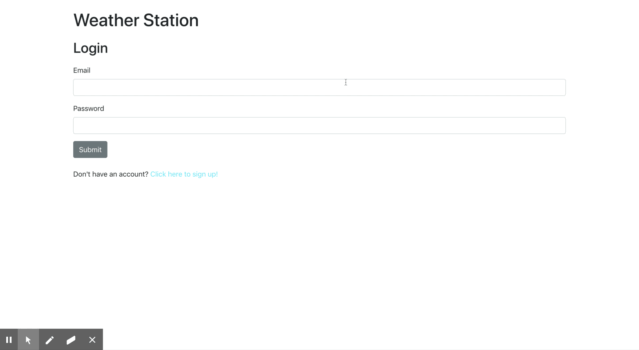 Weather Station
Login
Email
Password
Submit
Don't have an account? Click here to sign up!